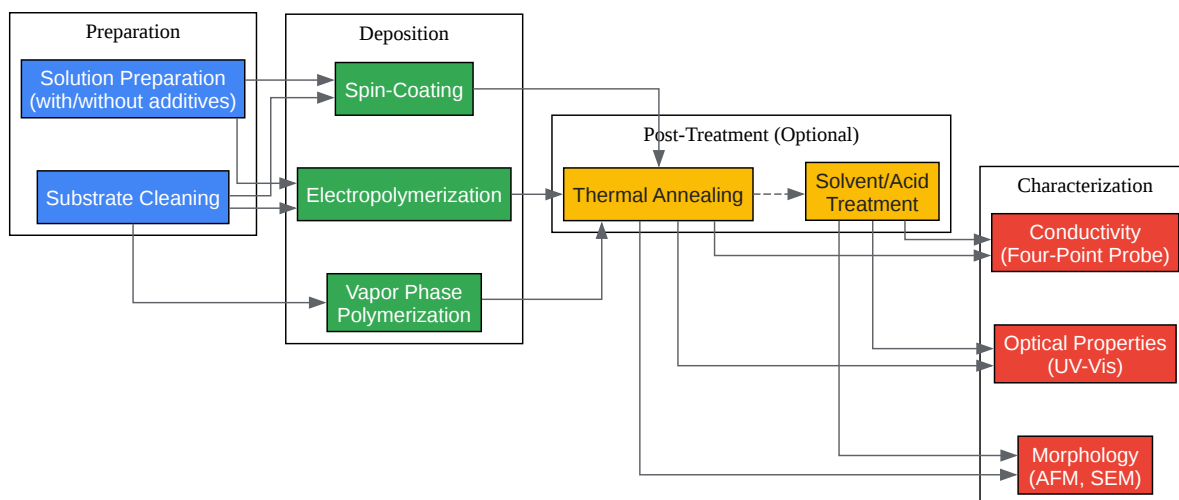 Preparation
Solution Preparation
(with/without additives)
Substrate Cleaning
Deposition
Spin-Coating
Electropolymerization
Vapor Phase
Polymerization
Post-Treatment (Optional)
Thermal Annealing
Solvent/Acid
Treatment
Characterization
Conductivity
(Four-Point Probe)
Optical Properties
(UV-Vis)
Morphology
(AFM, SEM)